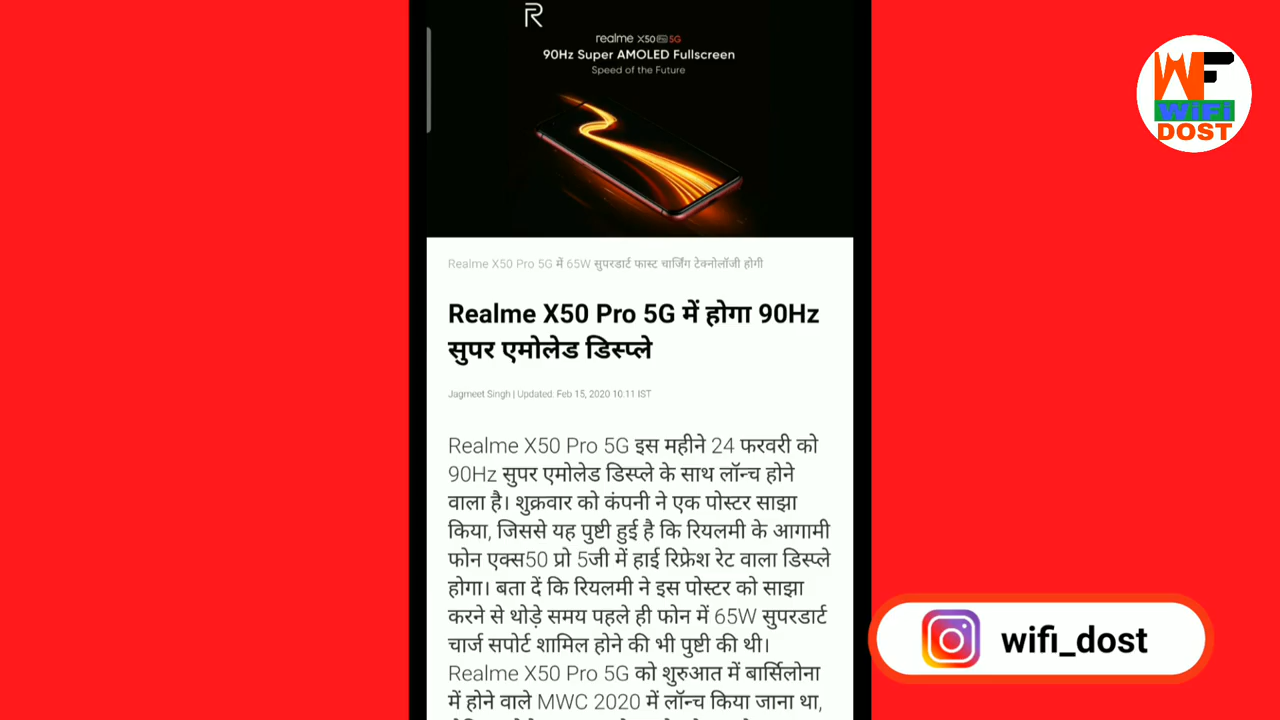 R
realme X50 PRO 5G
90Hz Super AMOLED Fullscreen
Speed of the Future
WF
WiFi
DOST
Realme X50 Pro 5G में 65W सुपरडार्ट फास्ट चार्जिंग टेक्नोलॉजी होगी
Realme X50 Pro 5G में होगा 90Hz
सुपर एमोलेड डिस्प्ले
Jagmeet Singh | Updated. Feb 15, 2020 10.11 IST
Realme X50 Pro 5G इस महीने 24 फरवरी को
90Hz सुपर एमोलेड डिस्प्ले के साथ लॉन्च होने
वाला है। शुक्रवार को कंपनी ने एक पोस्टर साझा
किया, जिससे यह पुष्टी हुई है कि रियलमी के आगामी
फोन एक्स50 प्रो 5जी में हाई रिफ्रेश रेट वाला डिस्प्ले
होगा। बता दें कि रियलमी ने इस पोस्टर को साझा
करने से थोड़े समय पहले ही फोन में 65W सुपरडार्ट
चार्ज सपोर्ट शामिल होने की भी पुष्टी की थी।
Realme X50 Pro 5G को शुरुआत में बार्सिलोना
में होने वाले MWC 2020 में लॉन्च किया जाना था,
wifi_dost